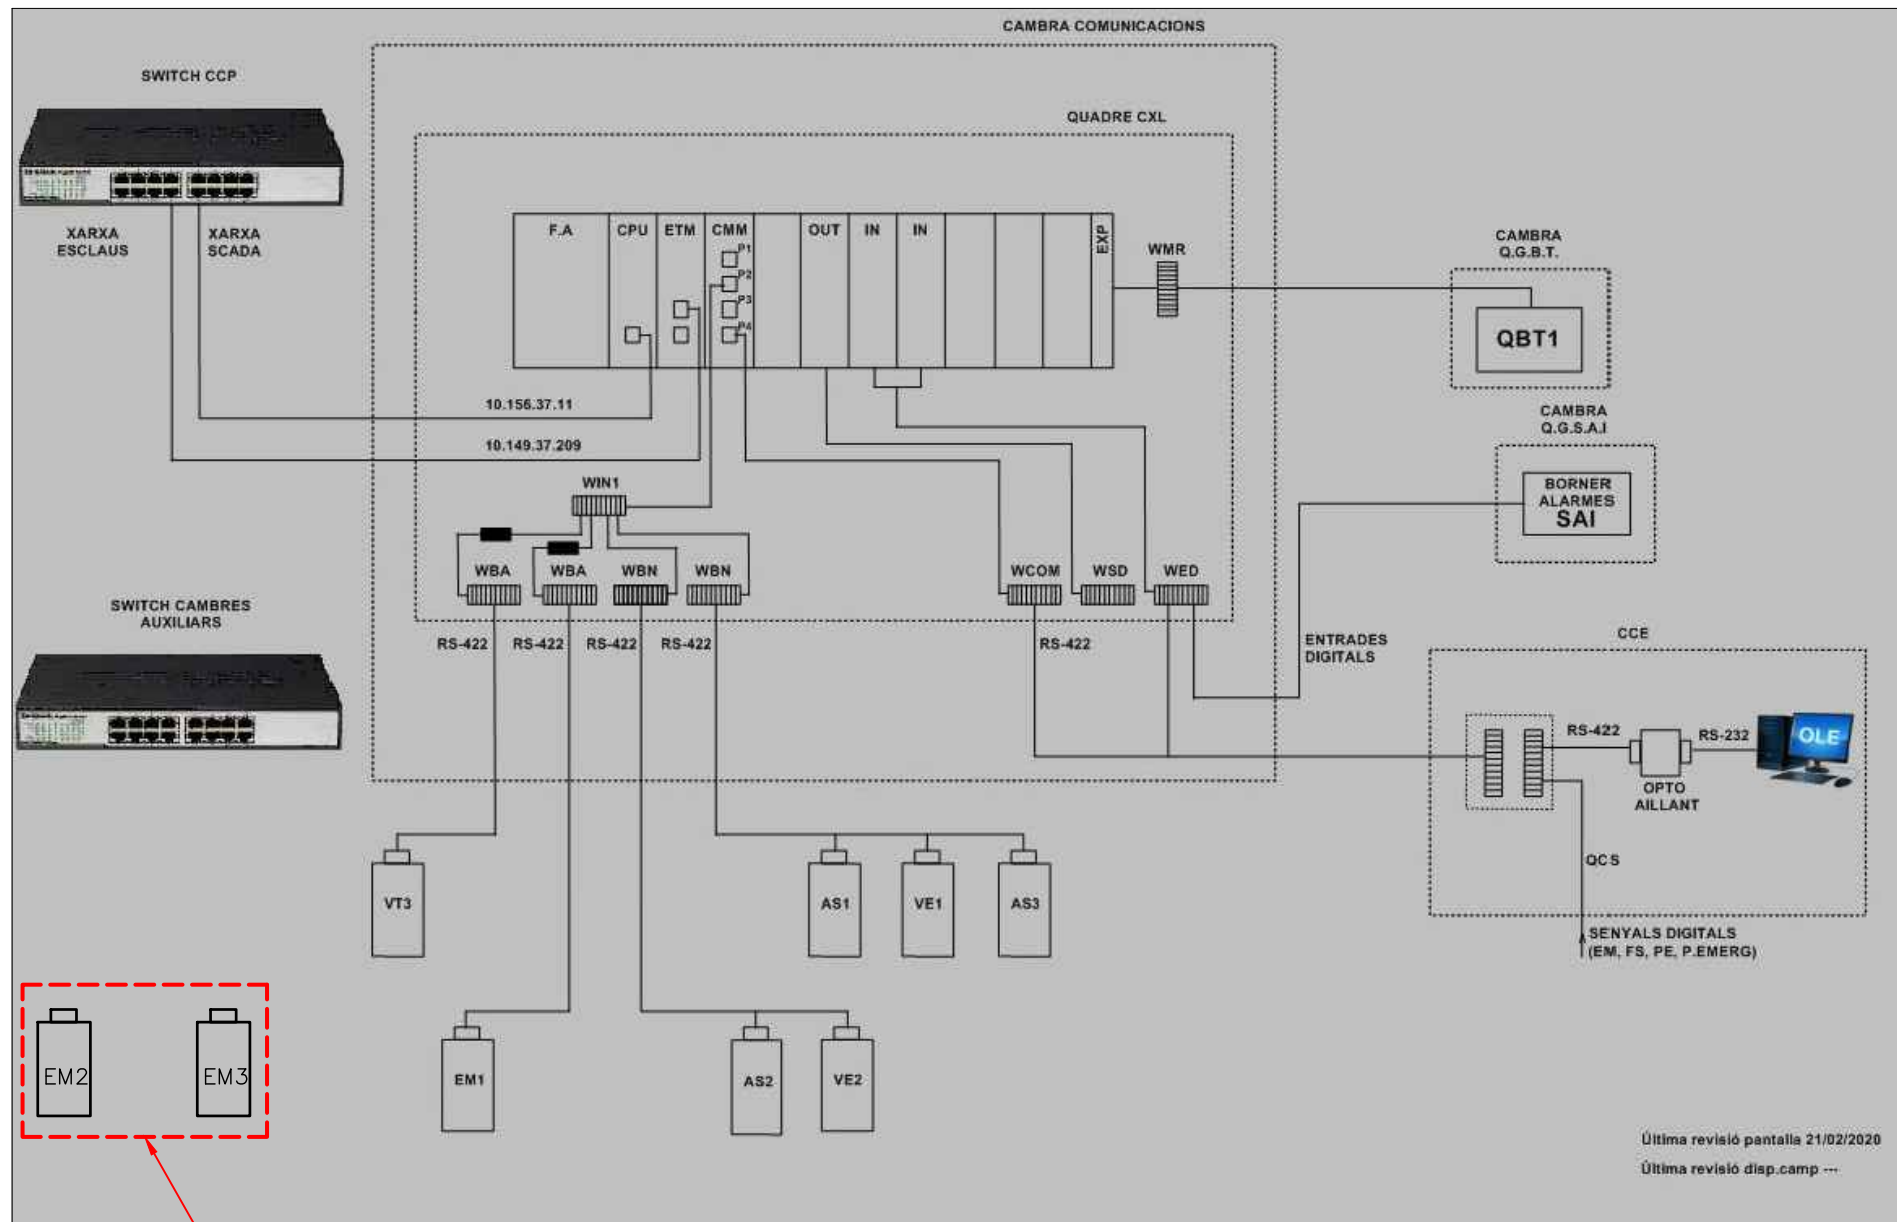 CAMBRA COMUNICACIONS
SWITCH CCP
QUADRE CXL
XARXA
ESCLAUS
XARXA
SCADA
F.A
CPU
ETM
CMM
OUT
IN
IN
EXP
P1
P2
P3
P4
WMR
CAMBRA
Q.G.B.T.
QBT1
10.156.37.11
10.149.37.209
CAMBRA
Q.G.S.A.I
BORNER
ALARMES
SAI
WIN1
WBA
WBA
WBN
WBN
WCOM
WSD
WED
SWITCH CAMBRES
AUXILIARS
RS-422
RS-422
RS-422
RS-422
RS-422
ENTRADES
DIGITALS
CCE
RS-422
RS-232
OLE
OPTO
AILLANT
QCS
VT3
AS1
VE1
AS3
SENYALS DIGITALS
(EM, FS, PE, P.EMERG)
EM2
EM3
EM1
AS2
VE2
Última revisió pantalla 21/02/2020
Última revisió disp.camp ---